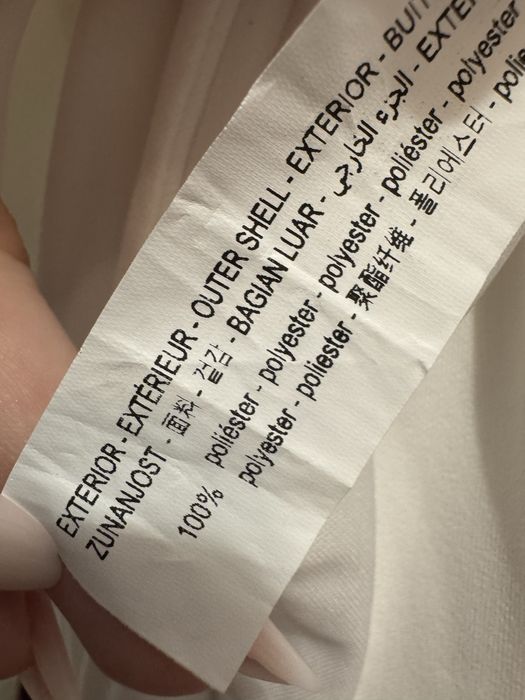 EXTERIOR - EXTÉRIEUR - OUTER SHELL - EXTERIOR -
ZUNANJOST - 面料 - 겉감 - BAGIAN LUAR - الجزء الخارجي -
100% poliéster - polyester - polyester - poliéster - polyester
polyester - poliester - 聚酯纤维 - 폴리에스터 -